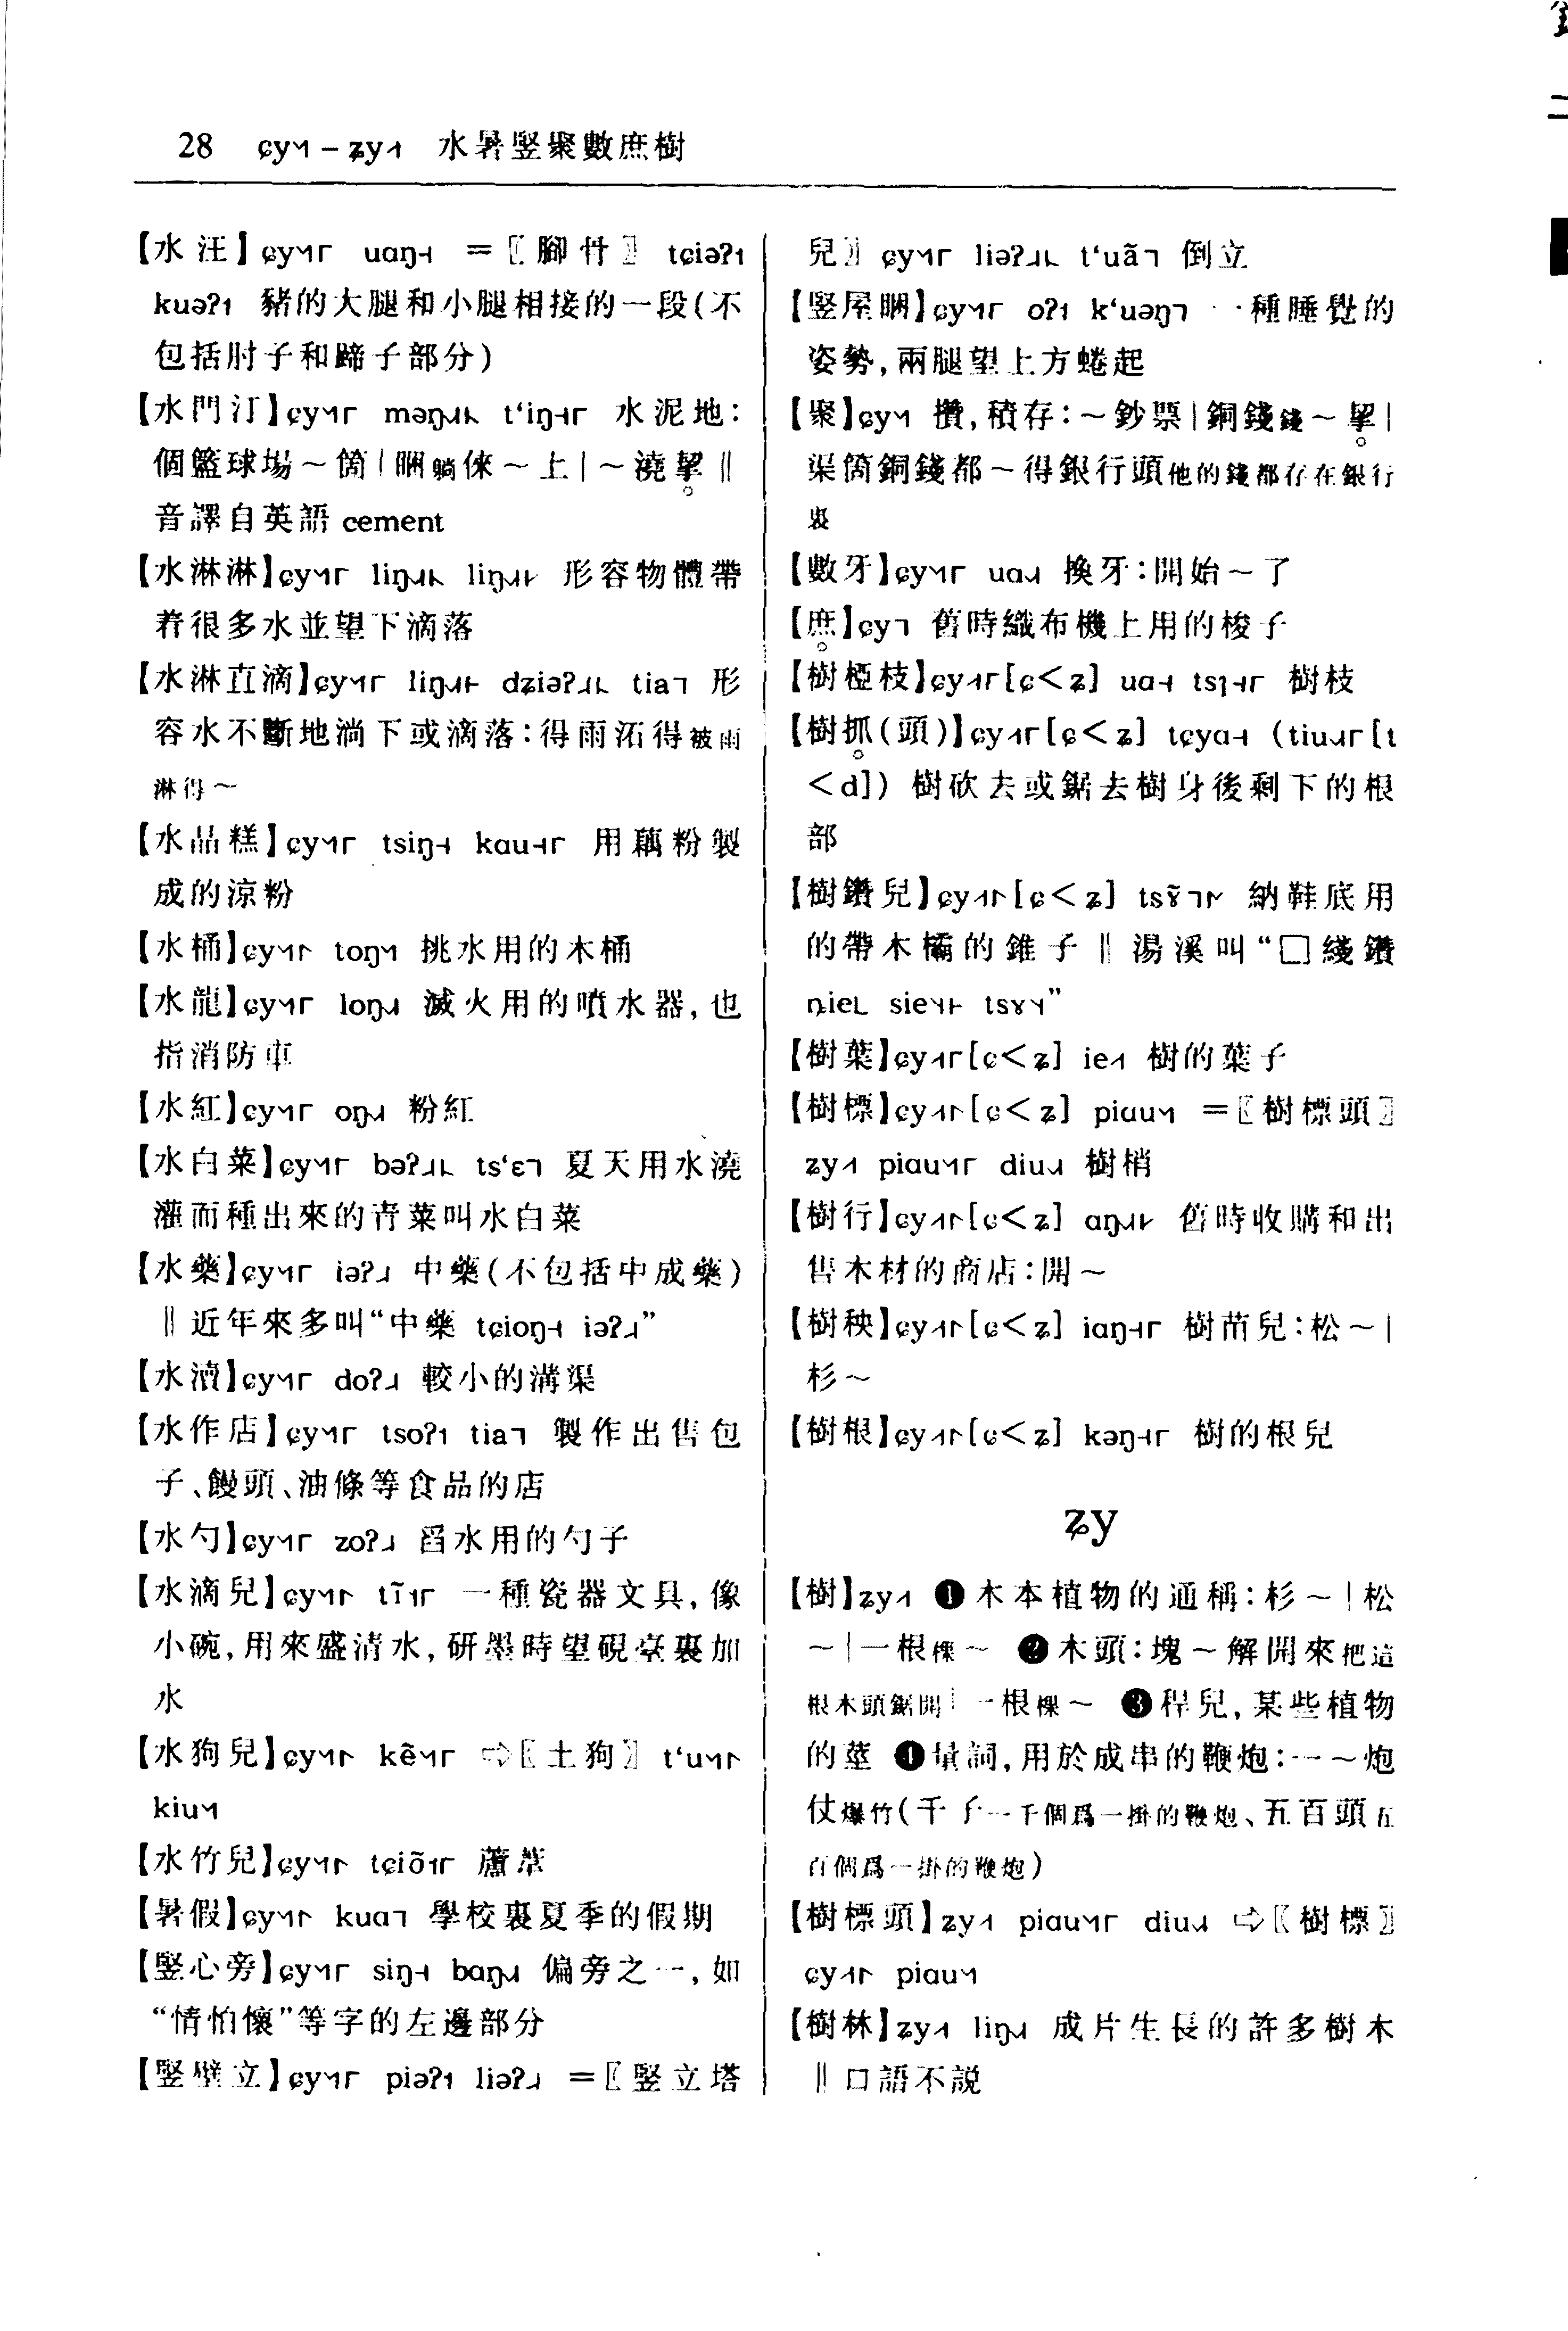 28 ɕy˥˧ – ʑy˩˦ 水暑竪聚數庶樹
【水汪】ɕy uɑŋ ＝〖腳骨〗 tɕiəʔ
kuəʔ 豬的大腿和小腿相接的一段(不
包括肘子和蹄子部分)
【水門汀】ɕy məŋ t‘iŋ 水泥地：
個籃球場～箇|睏躺倈～上|～澆㧱‖
音譯自英語 cement
【水淋淋】ɕy liŋ liŋ 形容物體帶
着很多水並望下滴落
【水淋直滴】ɕy liŋ dʑiəʔ tia 形
容水不斷地淌下或滴落：得雨㳓得被雨
淋得～
【水晶糕】ɕy tsiŋ kɑu 用藕粉製
成的涼粉
【水桶】ɕy toŋ 挑水用的木桶
【水龍】ɕy loŋ 滅火用的噴水器,也
指消防車
【水紅】ɕy oŋ 粉紅
【水白菜】ɕy bəʔ ts‘ɛ 夏天用水澆
灌而種出來的青菜叫水白菜
【水藥】ɕy iəʔ 中藥(不包括中成藥)
‖近年來多叫“中藥 tɕioŋ iəʔ”
【水瀆】ɕy doʔ 較小的溝渠
【水作店】ɕy tsoʔ tia 製作出售包
子、饅頭、油條等食品的店
【水勺】ɕy zoʔ 舀水用的勺子
【水滴兒】ɕy tĩ 一種瓷器文具,像
小碗,用來盛清水,研墨時望硯臺裏加
水
【水狗兒】ɕy kẽ ⇨〖土狗〗 t‘u
kiu
【水竹兒】ɕy tɕiõ 蘆葦
【暑假】ɕy kuɑ 學校裏夏季的假期
【竪心旁】ɕy siŋ bɑŋ 偏旁之一,如
“情怕懷”等字的左邊部分
【竪壁立】ɕy piəʔ liəʔ ＝〖竪立塔
兒〗 ɕy liəʔ t‘uã 倒立
【竪屋睏】ɕy oʔ k‘uəŋ 一種睡覺的
姿勢,兩腿望上方蜷起
【聚】ɕy 攢,積存：～鈔票|銅錢錢～㧱|
渠箇銅錢都～得銀行頭他的錢都存在銀行
裏
【數牙】ɕy uɑ 換牙：開始～了
【庶】ɕy 舊時織布機上用的梭子
【樹椏枝】ɕy[ɕ＜ʑ] uɑ tsɿ 樹枝
【樹抓(頭)】ɕy[ɕ＜ʑ] tɕyɑ (tiu[t
＜d]) 樹砍去或鋸去樹身後剩下的根
部
【樹鑽兒】ɕy[ɕ＜ʑ] tsɤ̃ 納鞋底用
的帶木欛的錐子‖湯溪叫“□綫鑽
ȵie sie tsɤ”
【樹葉】ɕy[ɕ＜ʑ] ie 樹的葉子
【樹標】ɕy[ɕ＜ʑ] piɑu ＝〖樹標頭〗
ʑy piɑu diu 樹梢
【樹行】ɕy[ɕ＜ʑ] ɑŋ 舊時收購和出
售木材的商店：開～
【樹秧】ɕy[ɕ＜ʑ] iɑŋ 樹苗兒：松～|
杉～
【樹根】ɕy[ɕ＜ʑ] kəŋ 樹的根兒
ʑy
【樹】ʑy ❶木本植物的通稱：杉～|松
～|一根棵～ ❷木頭：塊～解開來把這
根木頭鋸開|一根棵～ ❸稈兒,某些植物
的莖 ❹量詞,用於成串的鞭炮：一～炮
仗爆竹(千子一千個爲一掛的鞭炮、五百頭五
百個爲一掛的鞭炮)
【樹標頭】ʑy piɑu diu ⇨〖樹標〗
ɕy piɑu
【樹林】ʑy liŋ 成片生長的許多樹木
‖口語不説